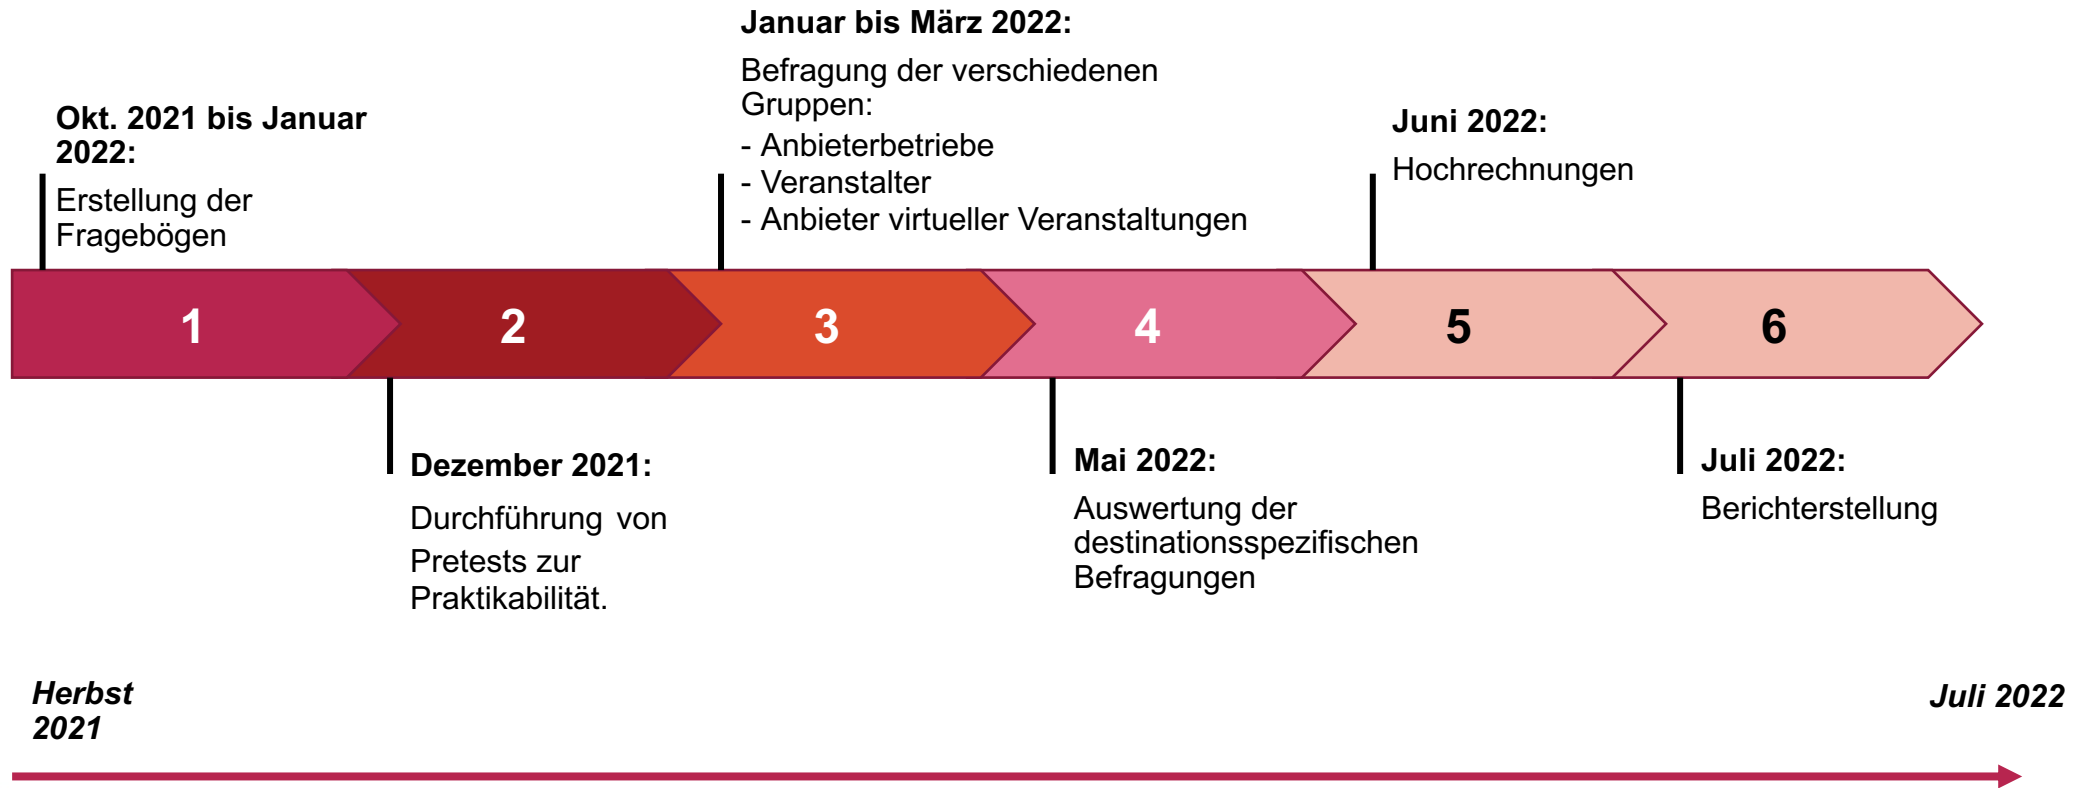 Okt. 2021 bis Januar
2022:
Erstellung der
Fragebögen
Januar bis März 2022:
Befragung der verschiedenen
Gruppen:
- Anbieterbetriebe
- Veranstalter
- Anbieter virtueller Veranstaltungen
Juni 2022:
Hochrechnungen
1
2
3
4
5
6
Dezember 2021:
Durchführung von
Pretests zur
Praktikabilität.
Mai 2022:
Auswertung der
destinationsspezifischen
Befragungen
Juli 2022:
Berichterstellung
Herbst
2021
Juli 2022